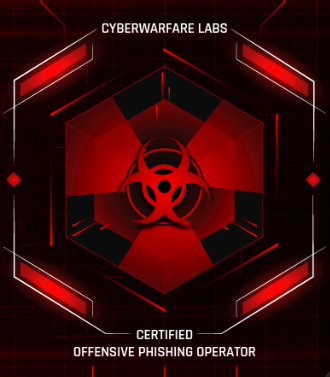 CYBERWARFARE LABS
CERTIFIED
OFFENSIVE PHISHING OPERATOR